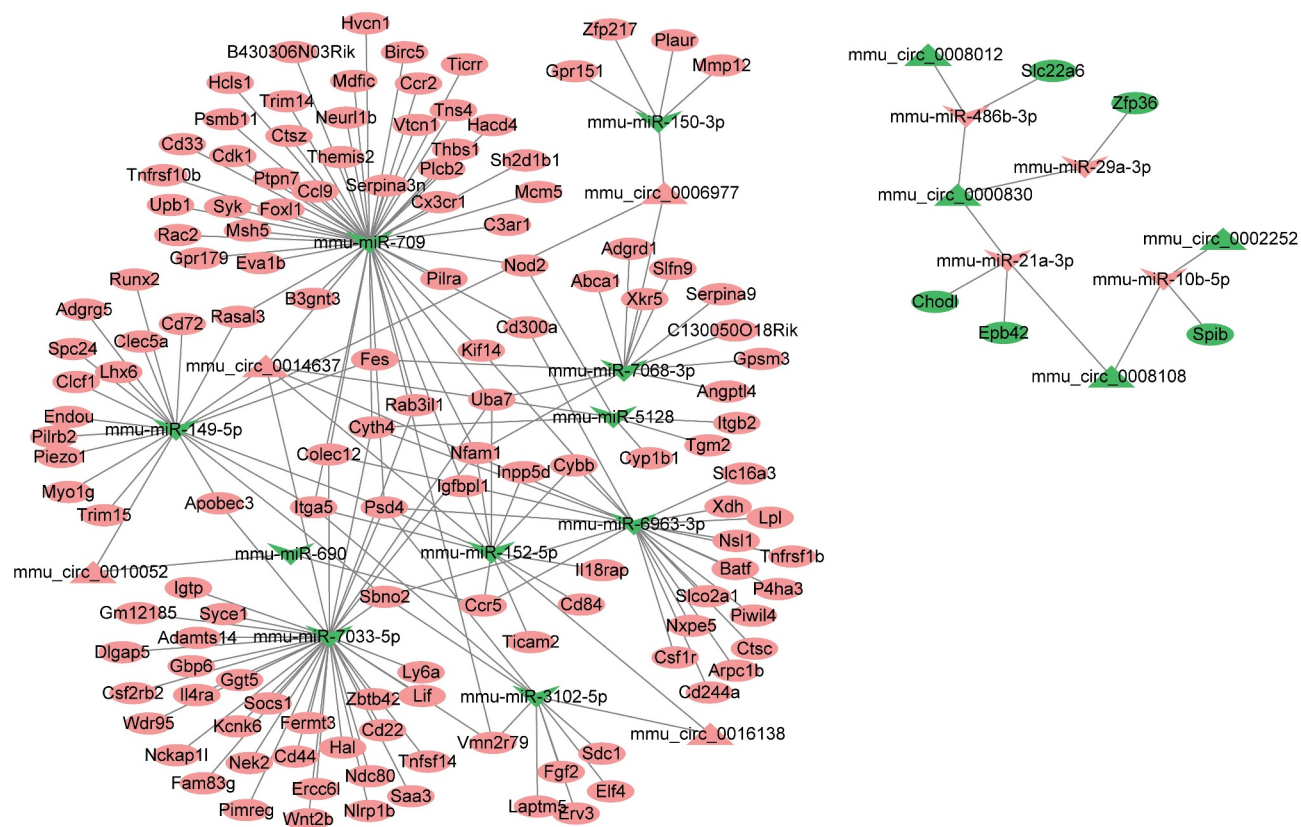 Hvcn1
B430306N03Rik
Birc5
Ticrr
Hcls1
Mdfic
Ccr2
Trim14
Neurl1b
Tns4
Psmb11
Ctsz
Vtcn1
Hacd4
Cd33
Cdk1
Themis2
Thbs1
Plcb2
Sh2d1b1
Tnfrsf10b
Ptpn7
Ccl9
Serpina3n
Cx3cr1
Mcm5
Upb1
Syk
Foxl1
C3ar1
Rac2
Msh5
mmu-miR-709
Gpr179
Eva1b
Pilra
Nod2
Zfp217
Plaur
Gpr151
Mmp12
mmu-miR-150-3p
mmu_circ_0006977
Adgrd1
Slfn9
Abca1
Xkr5
Serpina9
C130050O18Rik
Gpsm3
mmu-miR-7068-3p
Angptl4
Runx2
B3gnt3
Adgrg5
Cd72
Rasal3
Cd300a
Spc24
Clec5a
Kif14
Clcf1
Lhx6
mmu_circ_0014637
Fes
Rab3il1
Uba7
Endou
mmu-miR-149-5p
Cyth4
mmu-miR-5128
Itgb2
Pilrb2
Tgm2
Piezo1
Colec12
Nfam1
Cyp1b1
Inpp5d
Cybb
Slc16a3
Myo1g
Igfbpl1
Trim15
Apobec3
Itga5
Psd4
Xdh
Lpl
mmu-miR-6963-3p
Nsl1
Tnfrsf1b
mmu_circ_0010052
mmu-miR-690
mmu-miR-152-5p
Il18rap
Batf
P4ha3
Igtp
Sbno2
Ccr5
Cd84
Slco2a1
Piwil4
Gm12185
Syce1
Nxpe5
Adamts14
mmu-miR-7033-5p
Ticam2
Ctsc
Dlgap5
Csf1r
Arpc1b
Gbp6
Ggt5
Ly6a
Cd244a
Csf2rb2
Il4ra
Zbtb42
Lif
mmu-miR-3102-5p
Wdr95
Socs1
Kcnk6
Fermt3
Cd22
mmu_circ_0016138
Nckap1l
Hal
Vmn2r79
Sdc1
Nek2
Cd44
Tnfsf14
Fam83g
Ndc80
Fgf2
Ercc6l
Saa3
Elf4
Pimreg
Nlrp1b
Laptm5
Erv3
Wnt2b
mmu_circ_0008012
Slc22a6
Zfp36
mmu-miR-486b-3p
mmu-miR-29a-3p
mmu_circ_0000830
mmu_circ_0002252
mmu-miR-21a-3p
mmu-miR-10b-5p
Chodl
Epb42
Spib
mmu_circ_0008108